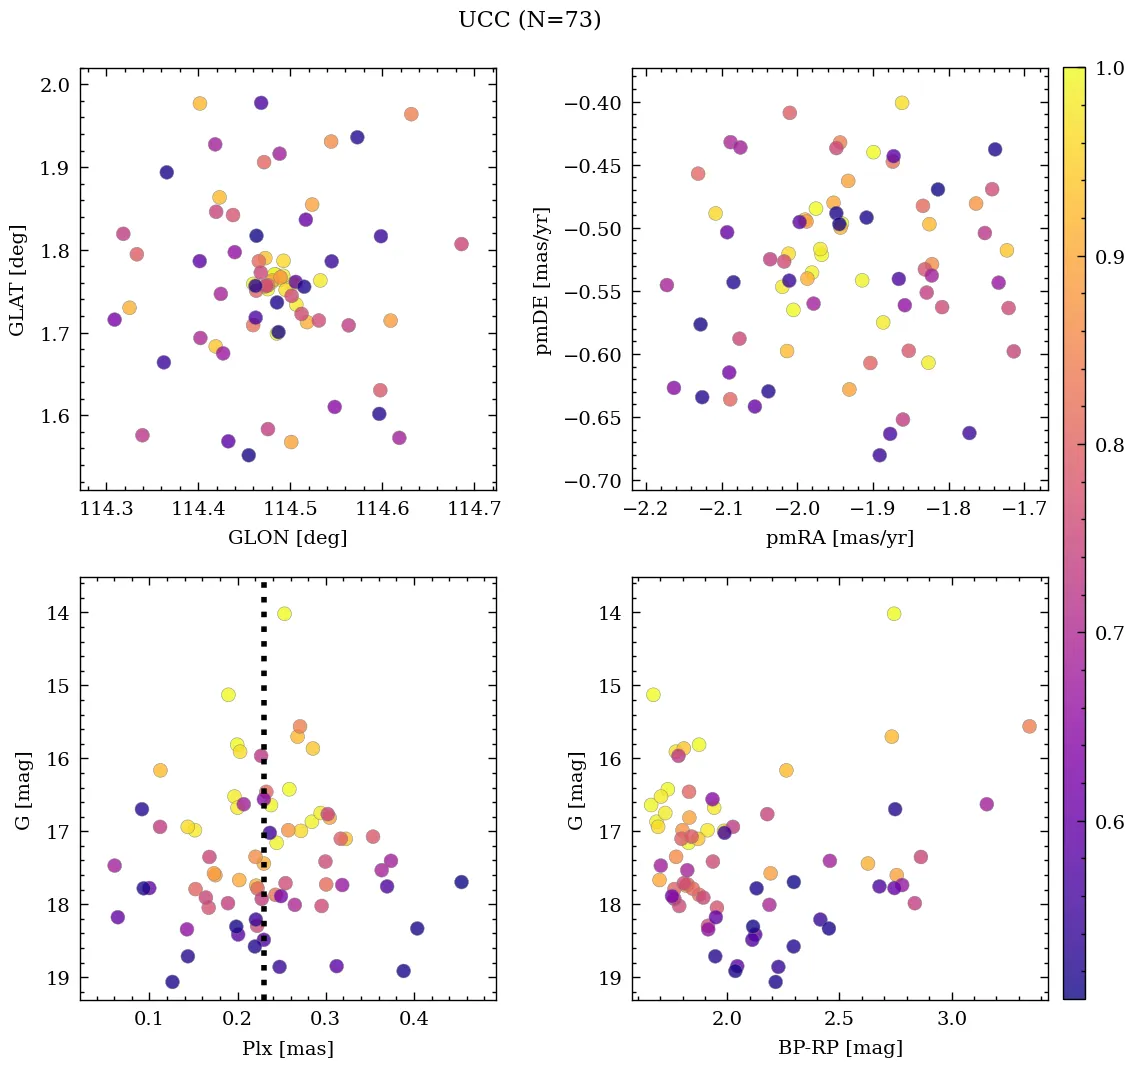 UCC (N=73)
2.0
1.9
1.8
1.7
1.6
GLAT [deg]
114.3 114.4 114.5 114.6 114.7
GLON [deg]
−0.40
−0.45
−0.50
−0.55
−0.60
−0.65
−0.70
pmDE [mas/yr]
−2.2 −2.1 −2.0 −1.9 −1.8 −1.7
pmRA [mas/yr]
14
15
16
17
18
19
G [mag]
0.1 0.2 0.3 0.4
Plx [mas]
14
15
16
17
18
19
G [mag]
2.0 2.5 3.0
BP-RP [mag]
1.0
0.9
0.8
0.7
0.6